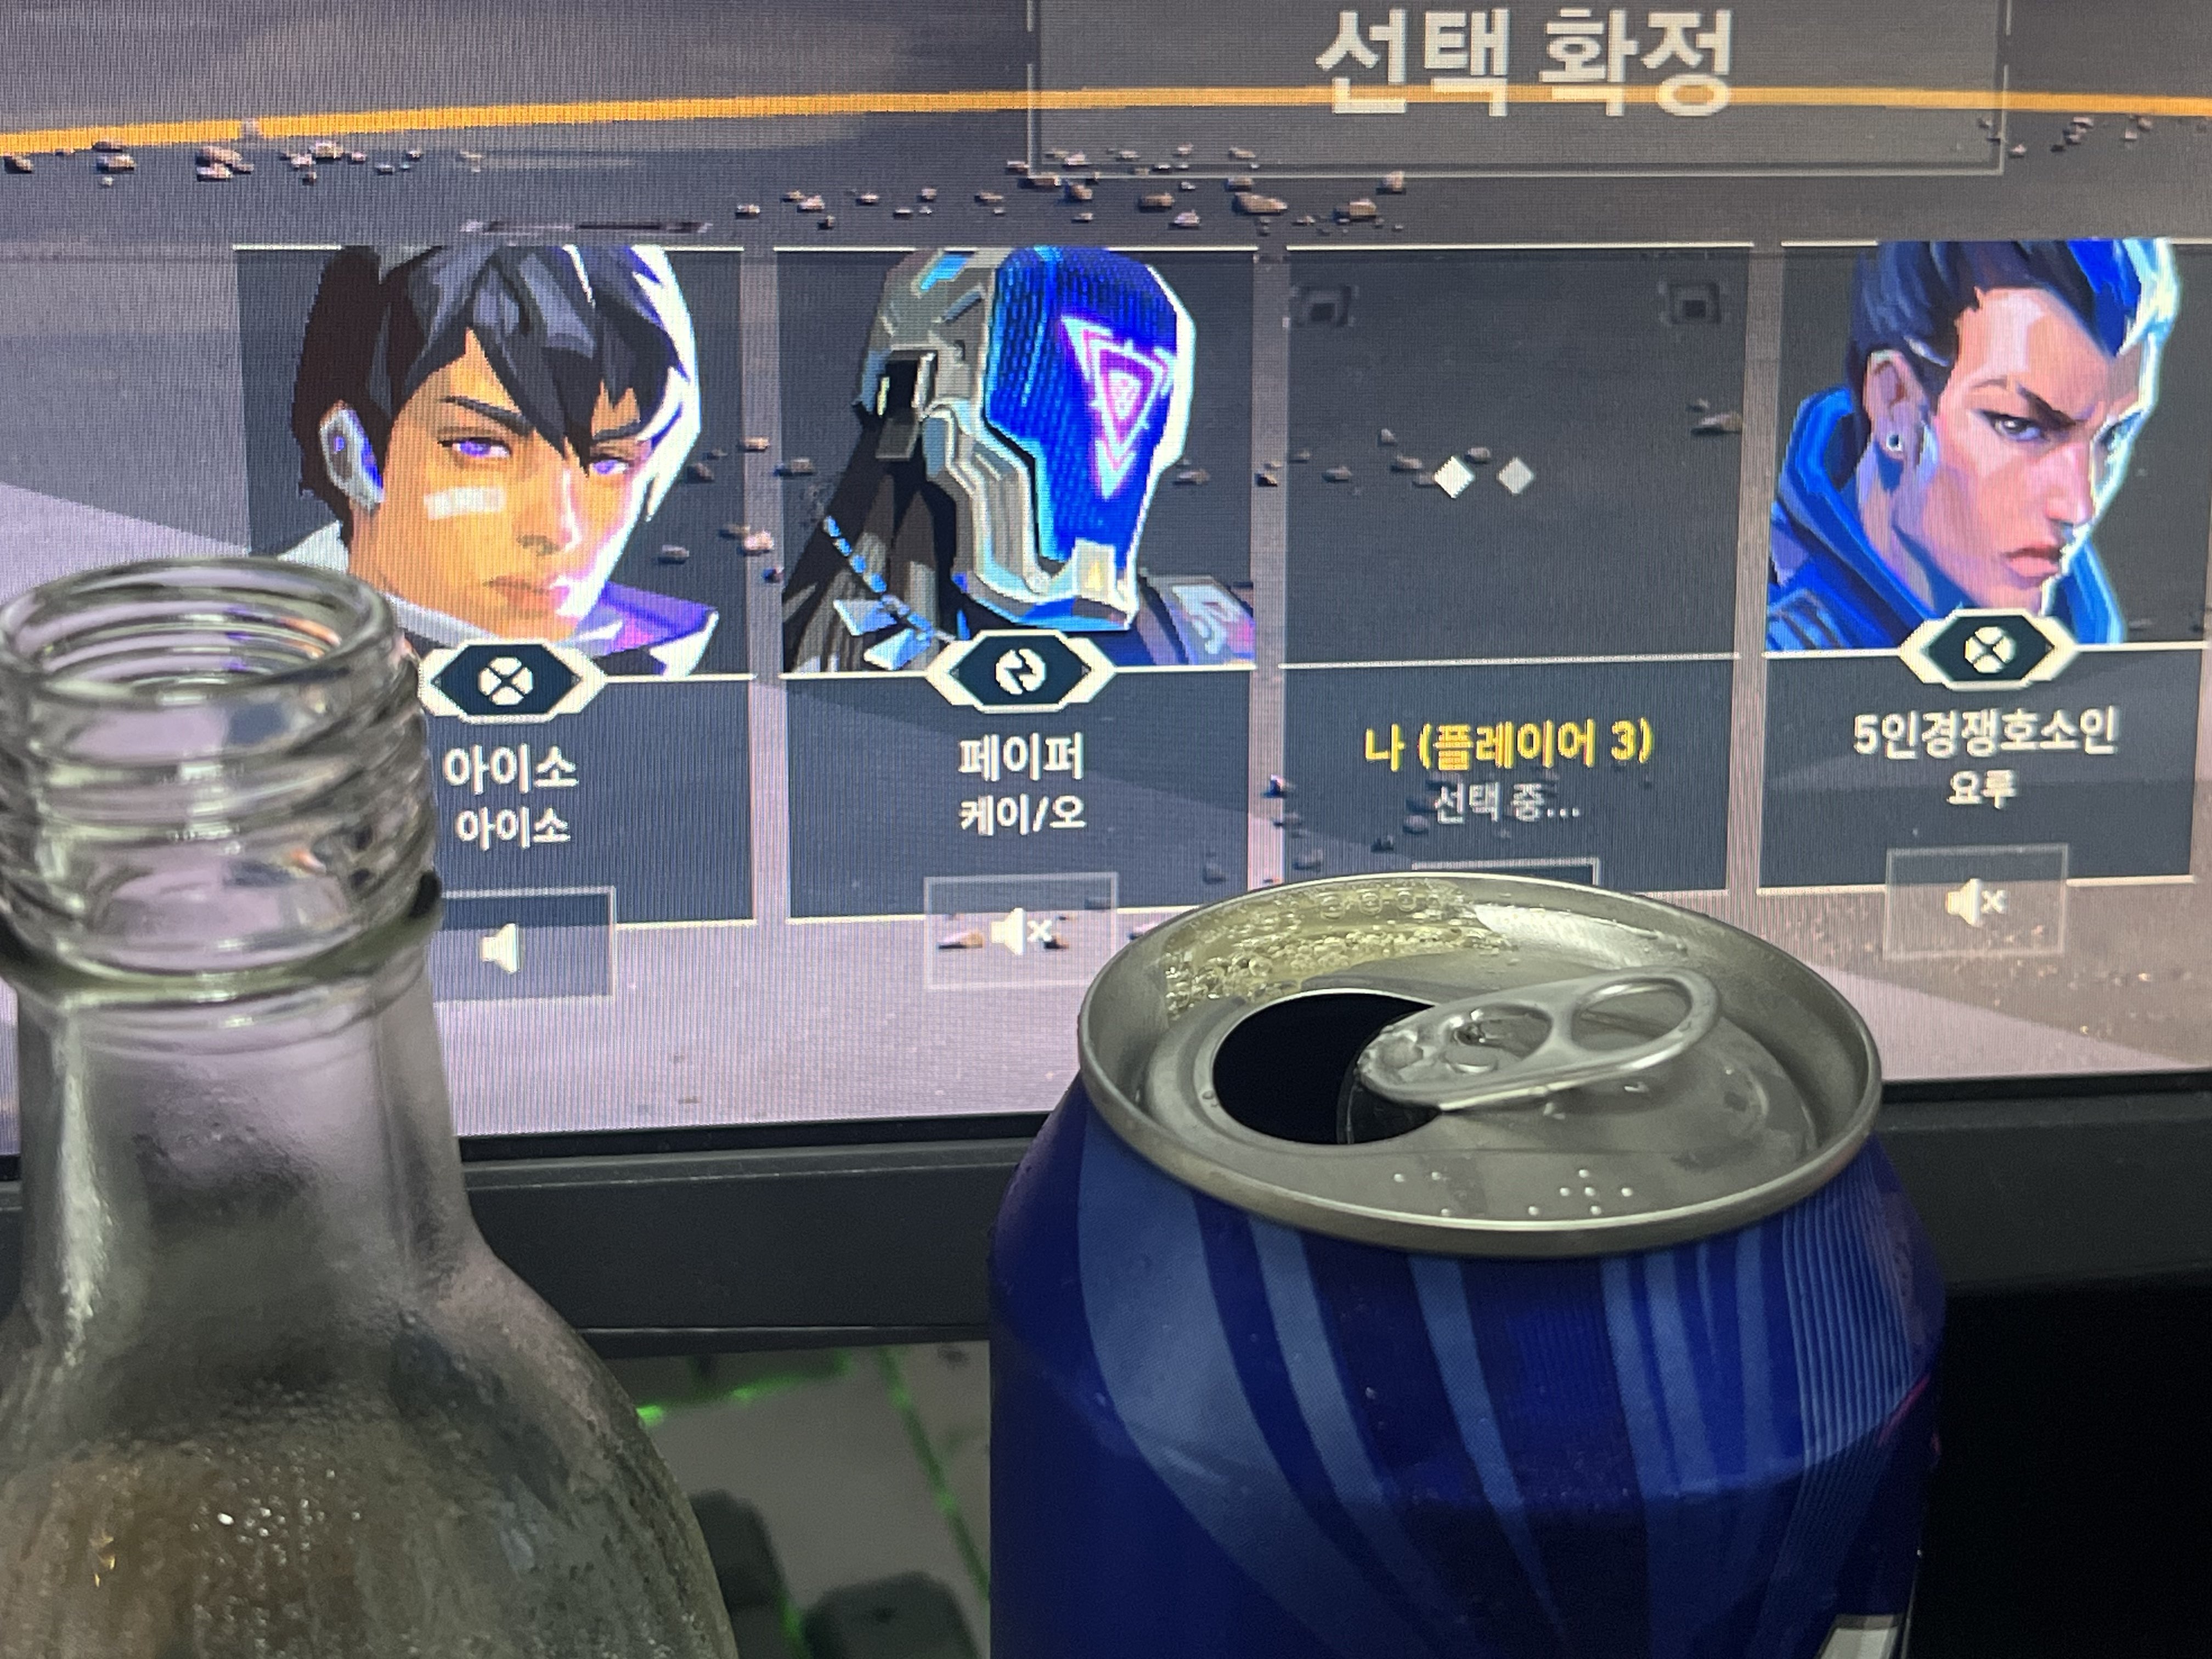 선택 확정
아이소
아이소
페이퍼
케이/오
나 (플레이어 3)
선택 중...
5인경쟁호소인
요루